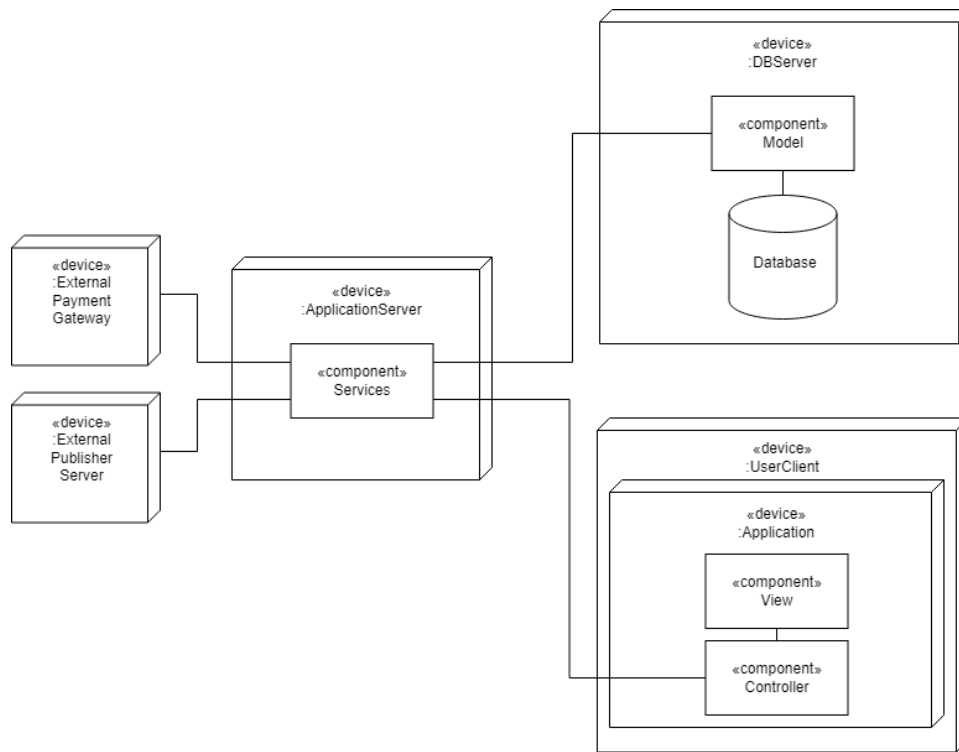 «device»
:DBServer
«component»
Model
Database
«device»
:External
Payment
Gateway
«device»
:ApplicationServer
«component»
Services
«device»
:External
Publisher
Server
«device»
:UserClient
«device»
:Application
«component»
View
«component»
Controller